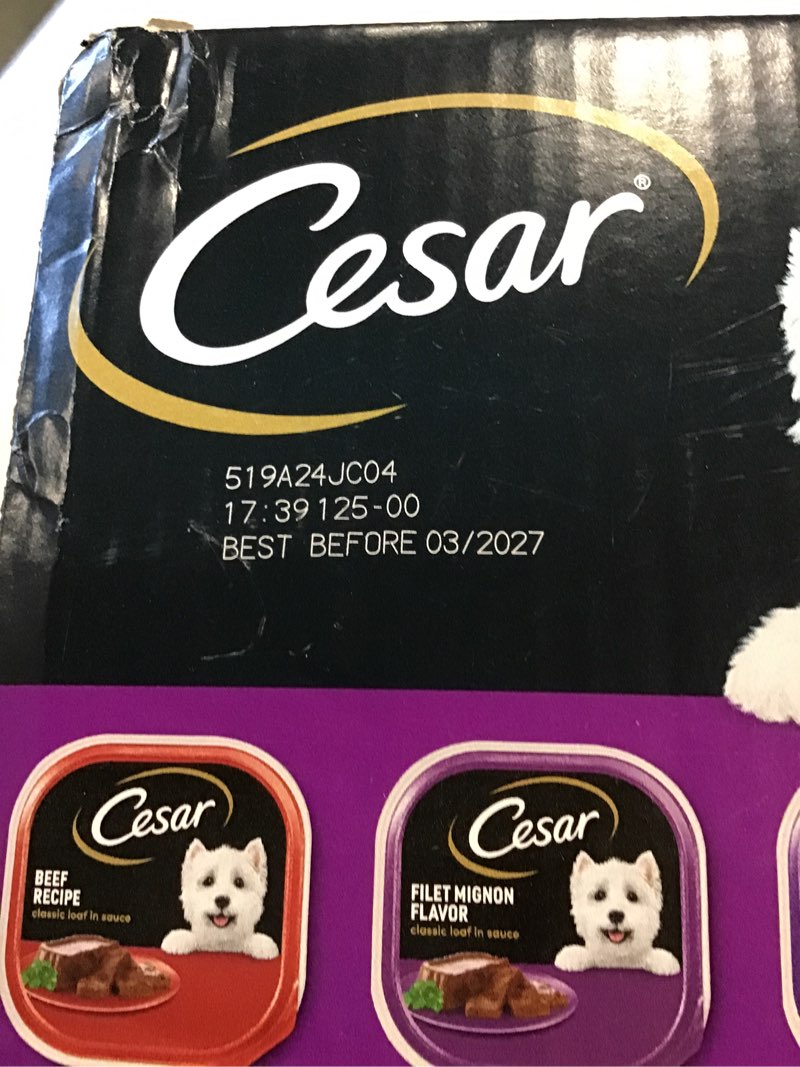 Cesar®
519A24JC04
17:39 125-00
BEST BEFORE 03/2027
Cesar
BEEF
RECIPE
classic loaf in sauce
Cesar
FILET MIGNON
FLAVOR
classic loaf in sauce